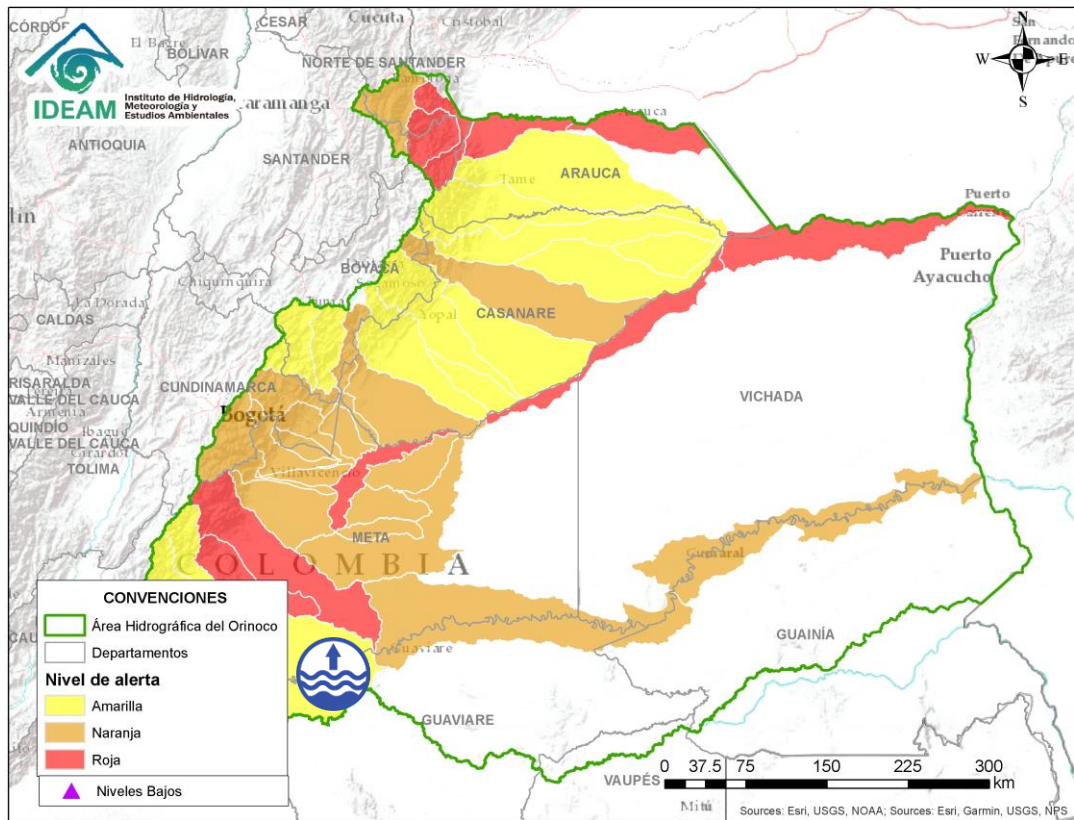 IDEAM
Instituto de Hidrología,
Meteorología y
Estudios Ambientales
CESAR
Cucuta
Cristobal
San
Fernando
El Bagre
BOLÍVAR
NORTE DE SANTANDER
N
W
E
S
ANTIOQUIA
SANTANDER
Arauca
ARAUCA
Tame
Puerto
Puerto
Ayacucho
BOYACÁ
Chiquinquira
Yopal
CASANARE
La Dorada
CALDAS
Manizales
CUNDINAMARCA
VICHADA
RISARALDA
VALLE DEL CAUCA
Armenia
Bogotá
QUINDÍO
Ibague
VALLE DEL CAUCA
Girardot
TOLIMA
Villavicencio
META
COLOMBIA
GUAINÍA
GUAVIARE
VAUPÉS
Mitú
CONVENCIONES
Área Hidrográfica del Orinoco
Departamentos
Nivel de alerta
Amarilla
Naranja
Roja
Niveles Bajos
0 37.5 75 150 225 300
km
Sources: Esri, USGS, NOAA; Sources: Esri, Garmin, USGS, NPS